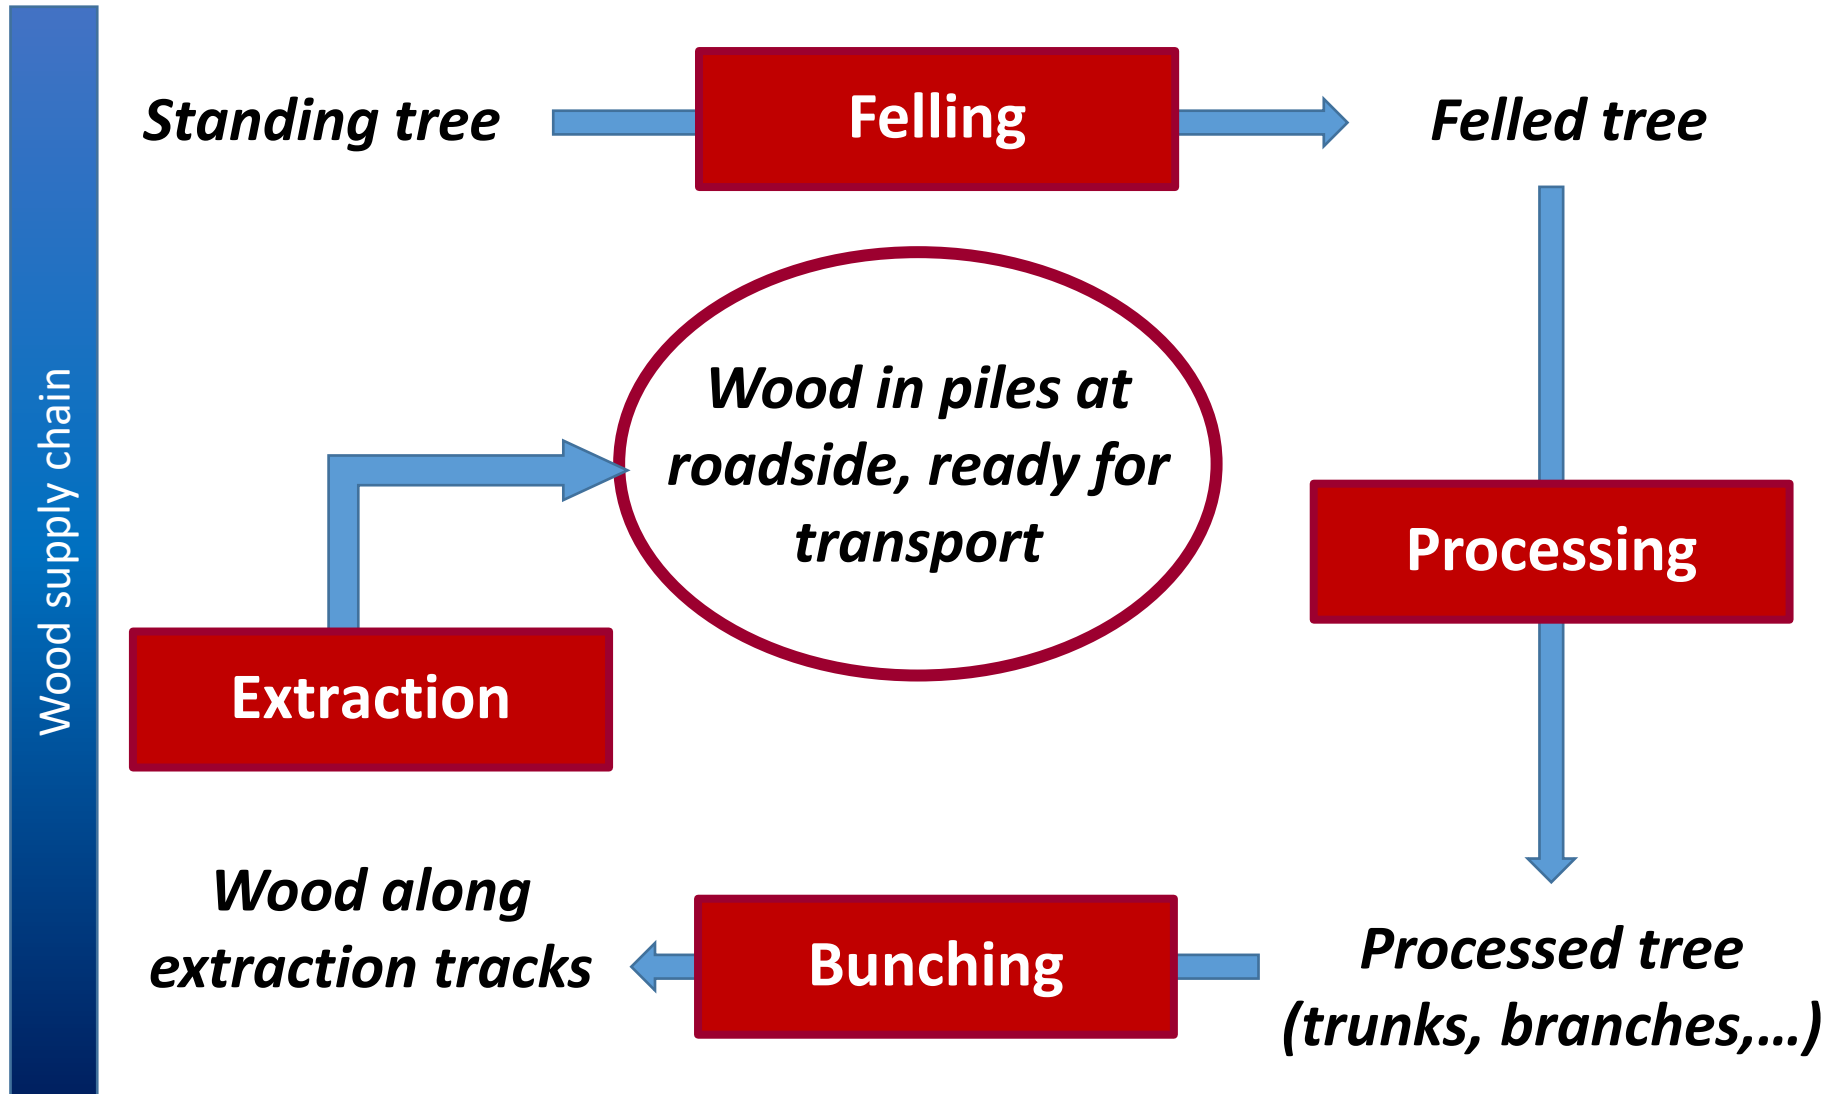 Wood supply chain
Standing tree
Felling
Felled tree
Processing
Processed tree
(trunks, branches,...)
Bunching
Wood along
extraction tracks
Extraction
Wood in piles at
roadside, ready for
transport